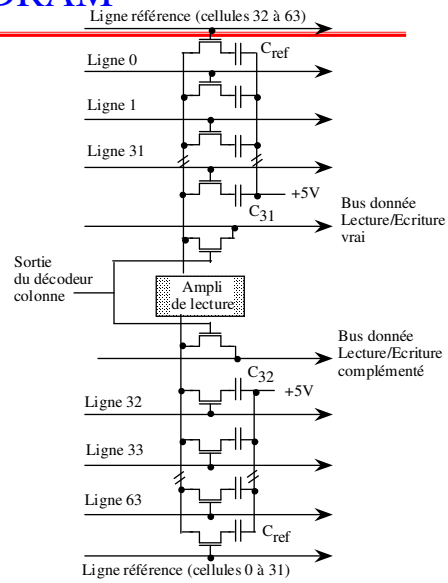 DRAM
Ligne référence (cellules 32 à 63)
Cref
Ligne 0
Ligne 1
Ligne 31
+5V
C31
Bus donnée
Lecture/Ecriture
vrai
Sortie
du décodeur
colonne
Ampli
de lecture
Bus donnée
Lecture/Ecriture
complémenté
C32
+5V
Ligne 32
Ligne 33
Ligne 63
Cref
Ligne référence (cellules 0 à 31)